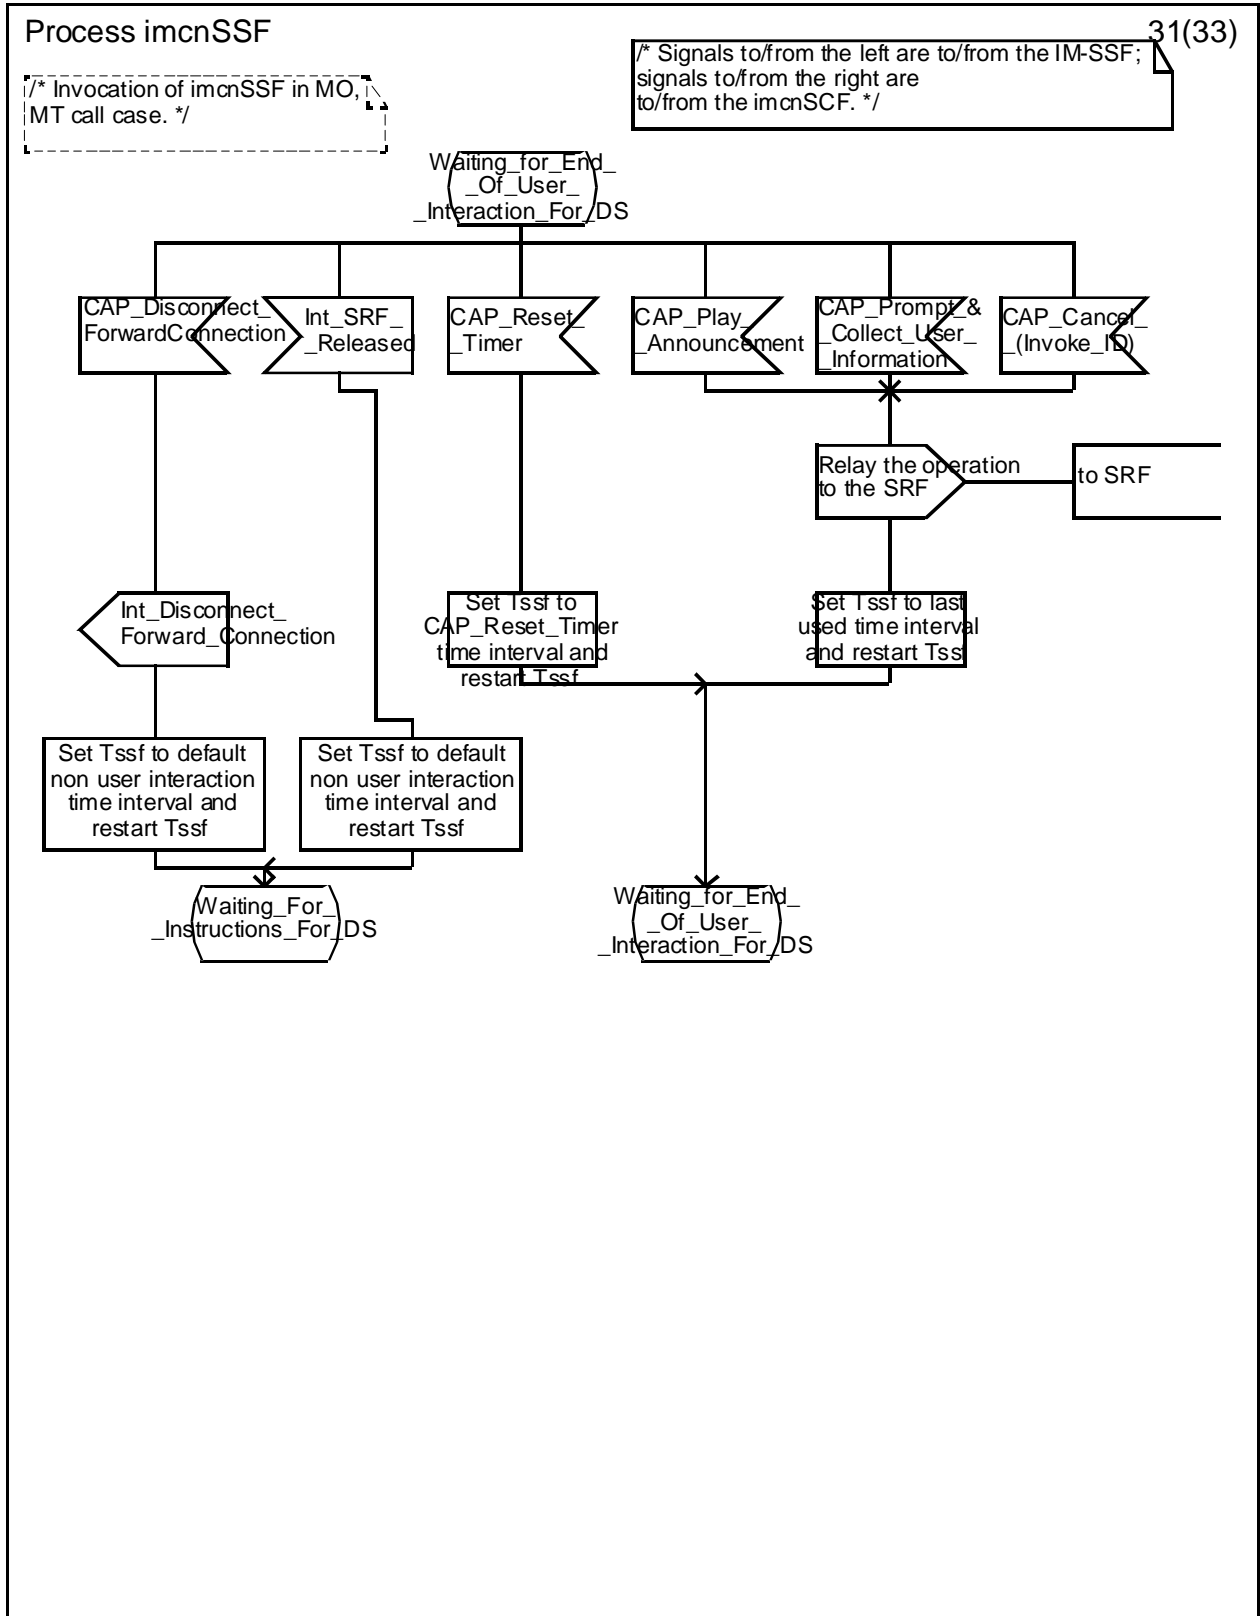 Process imcnSSF
31(33)
/* Invocation of imcnSSF in MO,
MT call case. */
/* Signals to/from the left are to/from the IM-SSF;
signals to/from the right are
to/from the imcnSCF. */
Waiting_for_End_
_Of_User_
_Interaction_For_DS
CAP_Disconnect_
ForwardConnection
Int_SRF_
_Released
CAP_Reset_
_Timer
CAP_Play_
_Announcement
CAP_Prompt_&
_Collect_User_
_Information
CAP_Cancel_
_(Invoke_ID)
Relay the operation
to the SRF
to SRF
Int_Disconnect_
Forward_Connection
Set Tssf to
CAP_Reset_Timer
time interval and
restart Tssf
Set Tssf to last
used time interval
and restart Tssf
Set Tssf to default
non user interaction
time interval and
restart Tssf
Set Tssf to default
non user interaction
time interval and
restart Tssf
Waiting_For_
_Instructions_For_DS
Waiting_for_End_
_Of_User_
_Interaction_For_DS